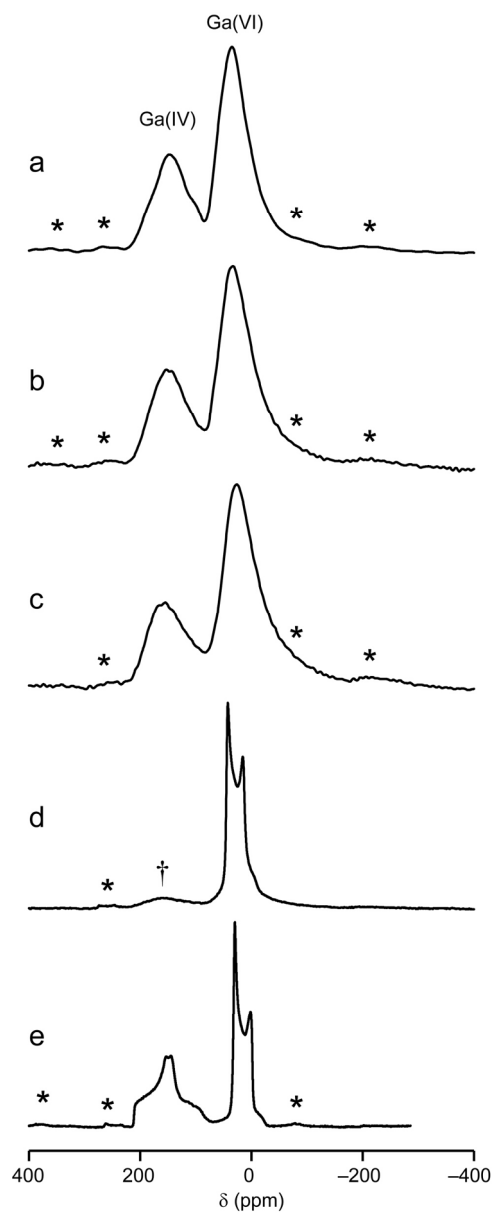 Ga(VI)
Ga(IV)
a
* * * *
b
* * * *
c
* * *
d
* †
e
* * *
400 200 0 –200 –400
δ (ppm)